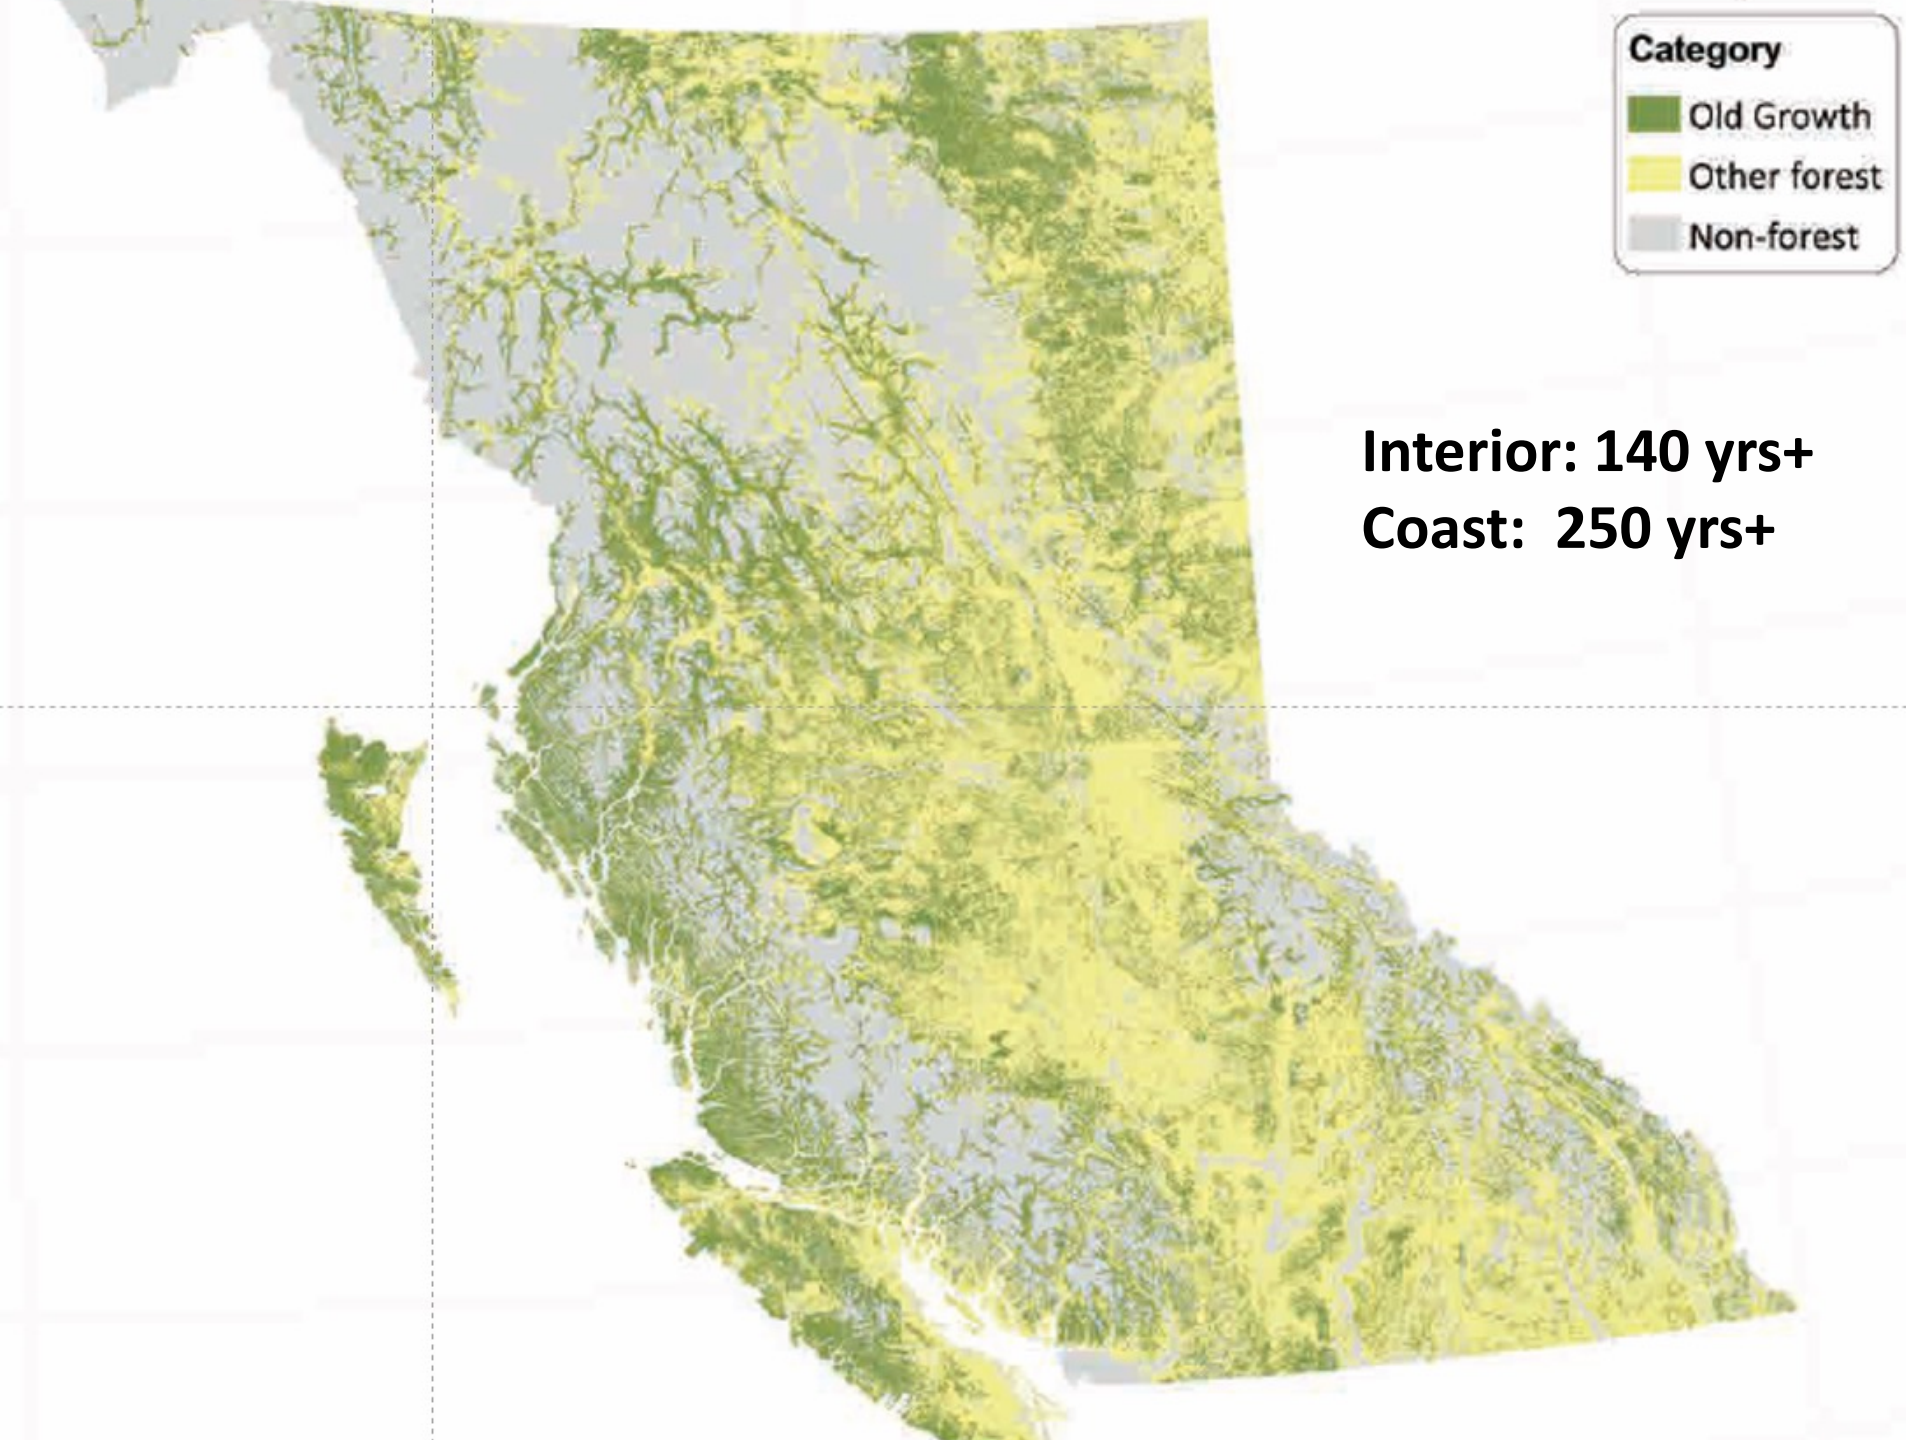 Category
Old Growth
Other forest
Non-forest
Interior: 140 yrs+
Coast:  250 yrs+